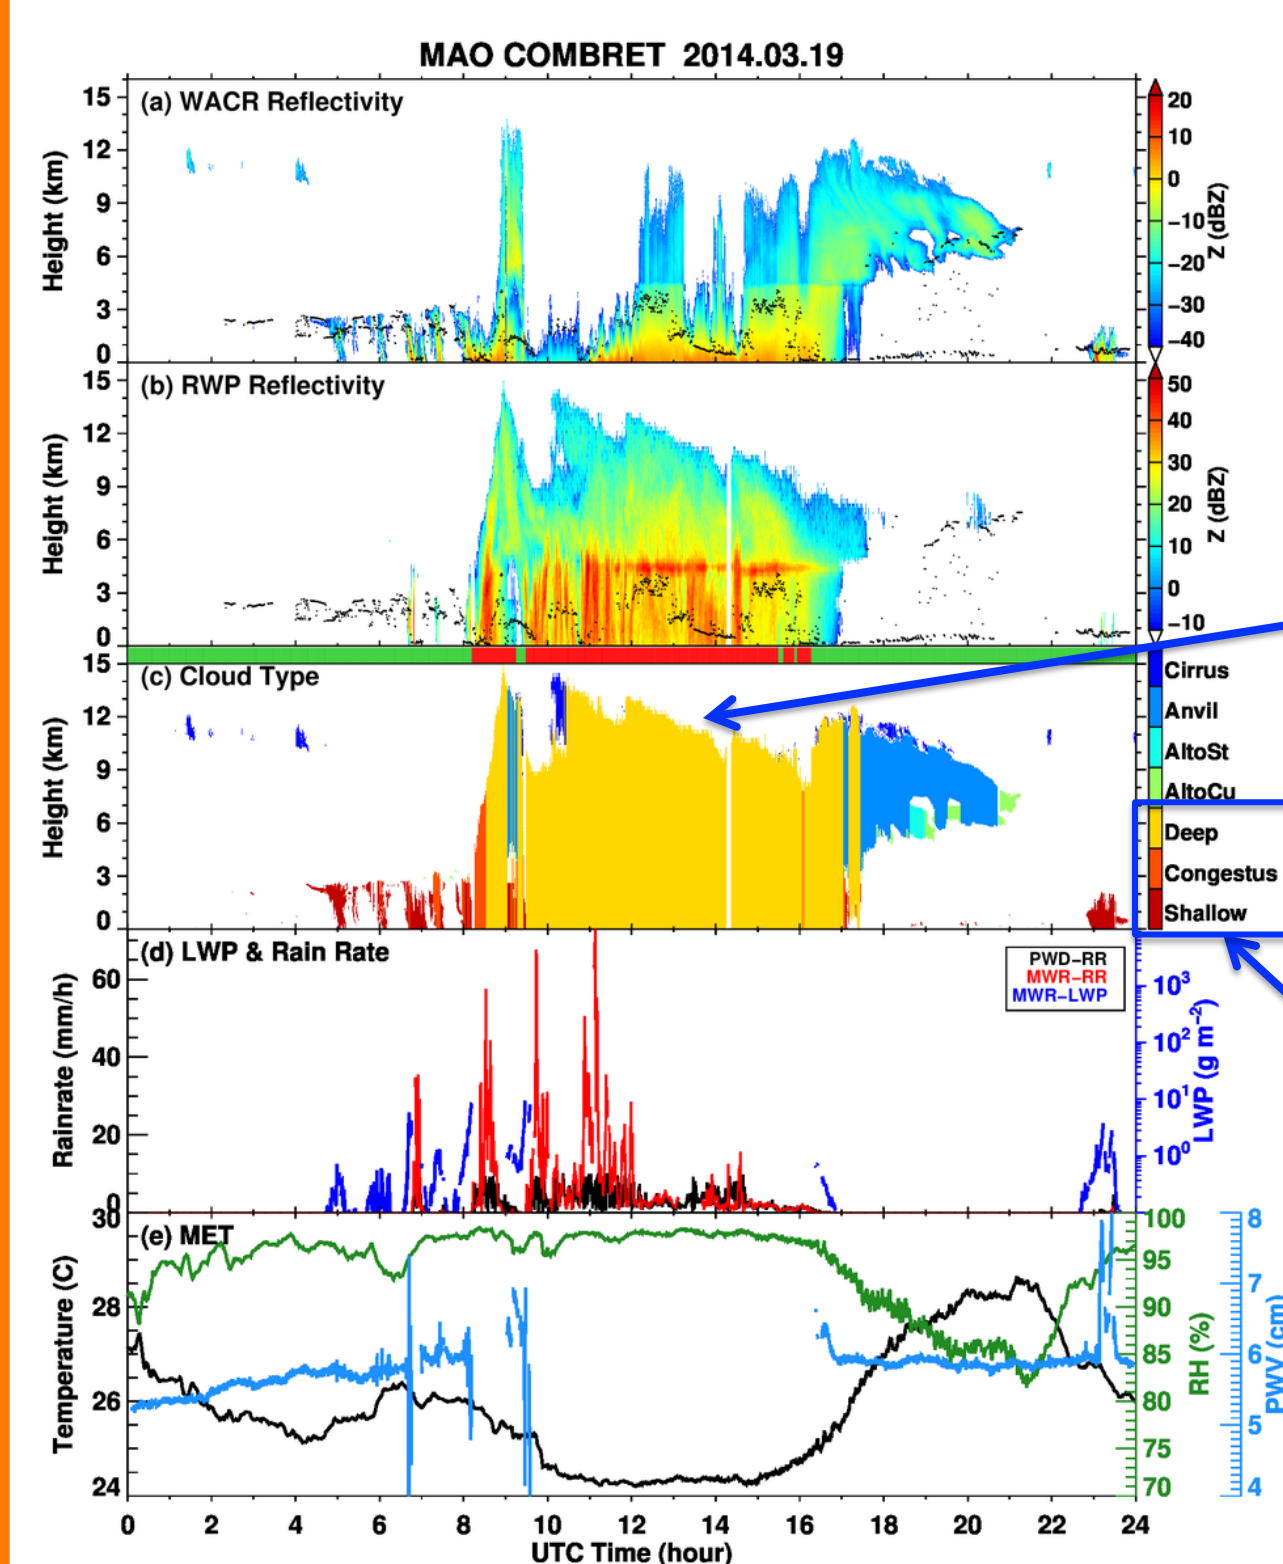 MAO COMBRET 2014.03.19
(a) WACR Reflectivity
Height (km)
15
12
9
6
3
0
20
10
0
−10
−20
−30
−40
Z (dBZ)
(b) RWP Reflectivity
Height (km)
15
12
9
6
3
0
50
40
30
20
10
0
−10
Z (dBZ)
(c) Cloud Type
Height (km)
15
12
9
6
3
0
Cirrus
Anvil
AltoSt
AltoCu
Deep
Congestus
Shallow
(d) LWP & Rain Rate
Rainrate (mm/h)
60
40
20
0
PWD−RR
MWR−RR
MWR−LWP
10³
10²
10¹
10⁰
LWP (g m⁻²)
(e) MET
Temperature (C)
30
28
26
24
100
95
90
85
80
75
70
RH (%)
8
7
6
5
4
PWV (cm)
0 2 4 6 8 10 12 14 16 18 20 22 24
UTC Time (hour)